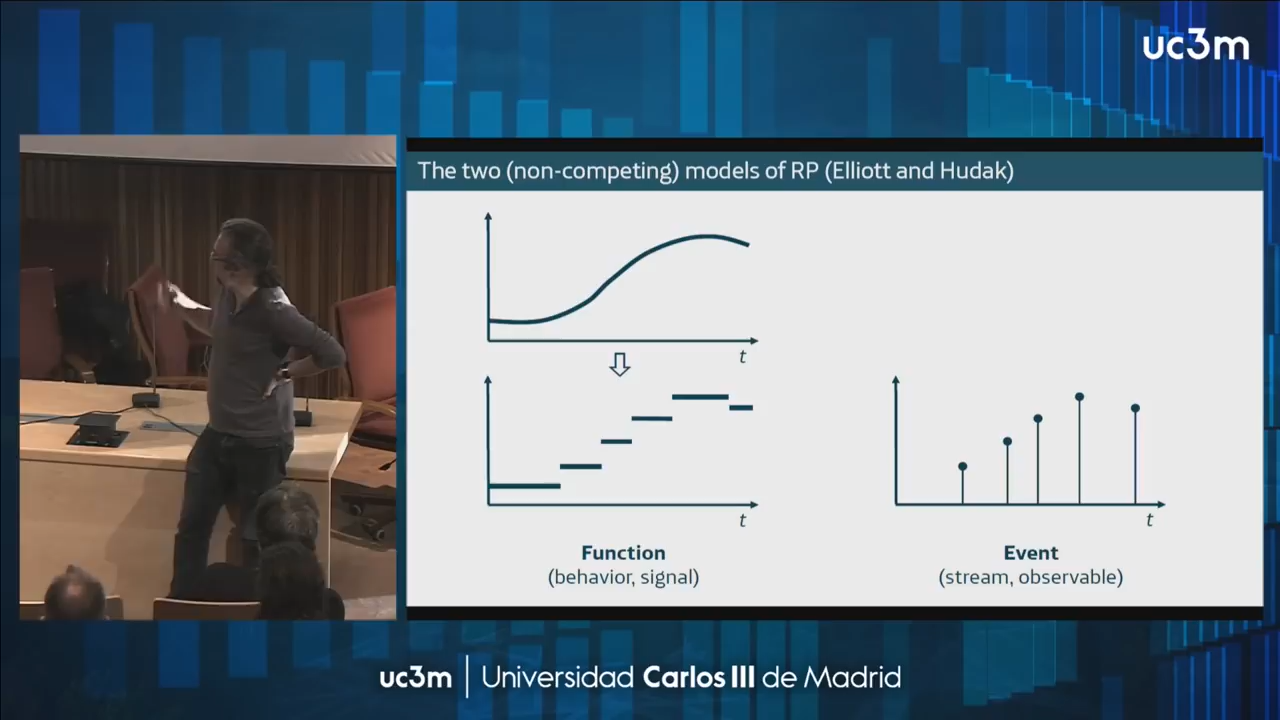 uc3m
The two (non-competing) models of RP (Elliott and Hudak)
t
t
t
Function
(behavior, signal)
Event
(stream, observable)
uc3m | Universidad Carlos III de Madrid